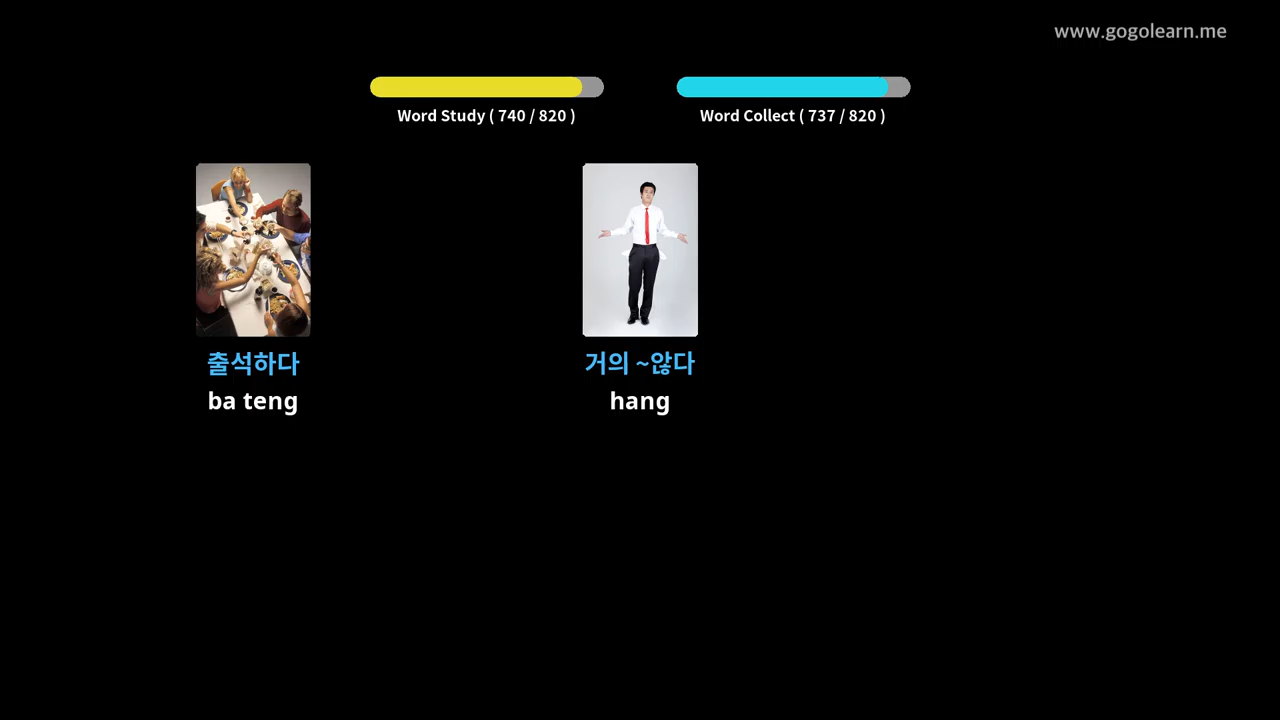 www.gogolearn.me
Word Study ( 740 / 820 )
Word Collect ( 737 / 820 )
출석하다
ba teng
거의 ~않다
hang